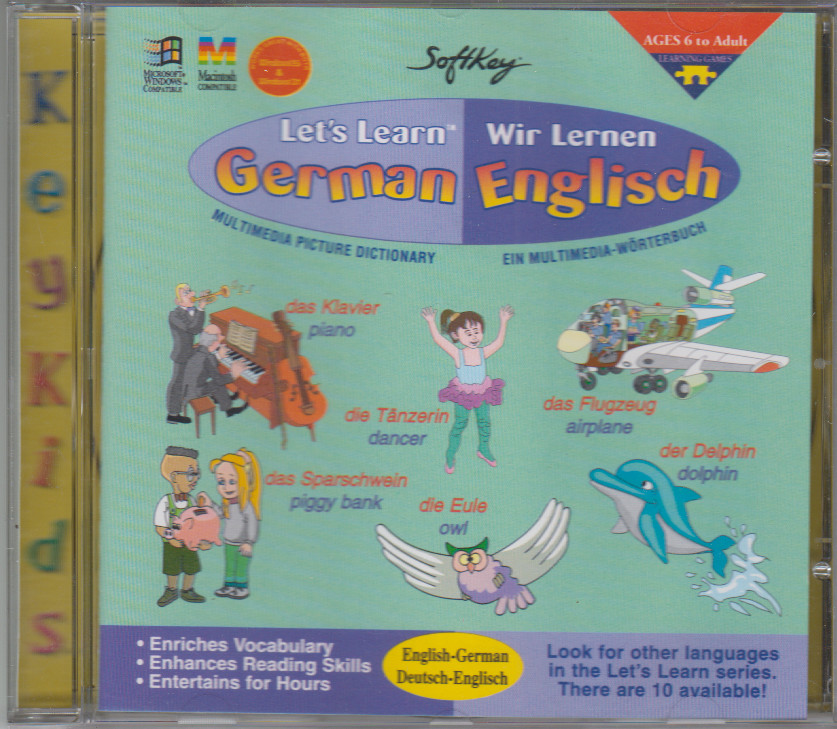 KeyKids
MICROSOFT®
WINDOWS™
COMPATIBLE
Macintosh
COMPATIBLE
Windows95
&
SoftKey®
AGES 6 to Adult
LEARNING GAMES
Let's Learn™
German
Wir Lernen
Englisch
MULTIMEDIA PICTURE DICTIONARY
EIN MULTIMEDIA-WÖRTERBUCH
das Klavier
piano
die Tänzerin
dancer
das Flugzeug
airplane
der Delphin
dolphin
das Sparschwein
piggy bank
die Eule
owl
• Enriches Vocabulary
• Enhances Reading Skills
• Entertains for Hours
English-German
Deutsch-Englisch
Look for other languages
in the Let's Learn series.
There are 10 available!